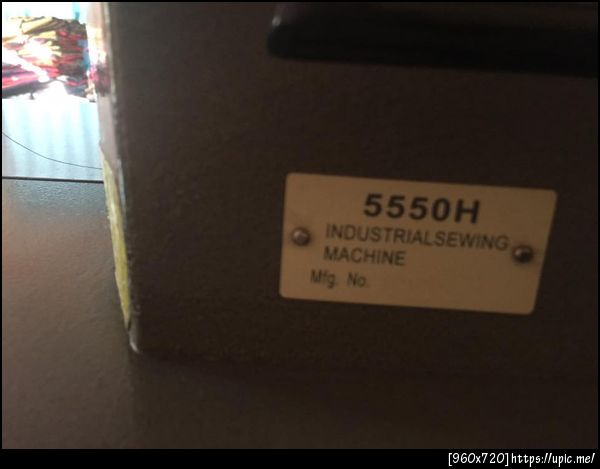 5550H
INDUSTRIALSEWING
MACHINE
Mfg. No.
[960x720]https://upic.me/